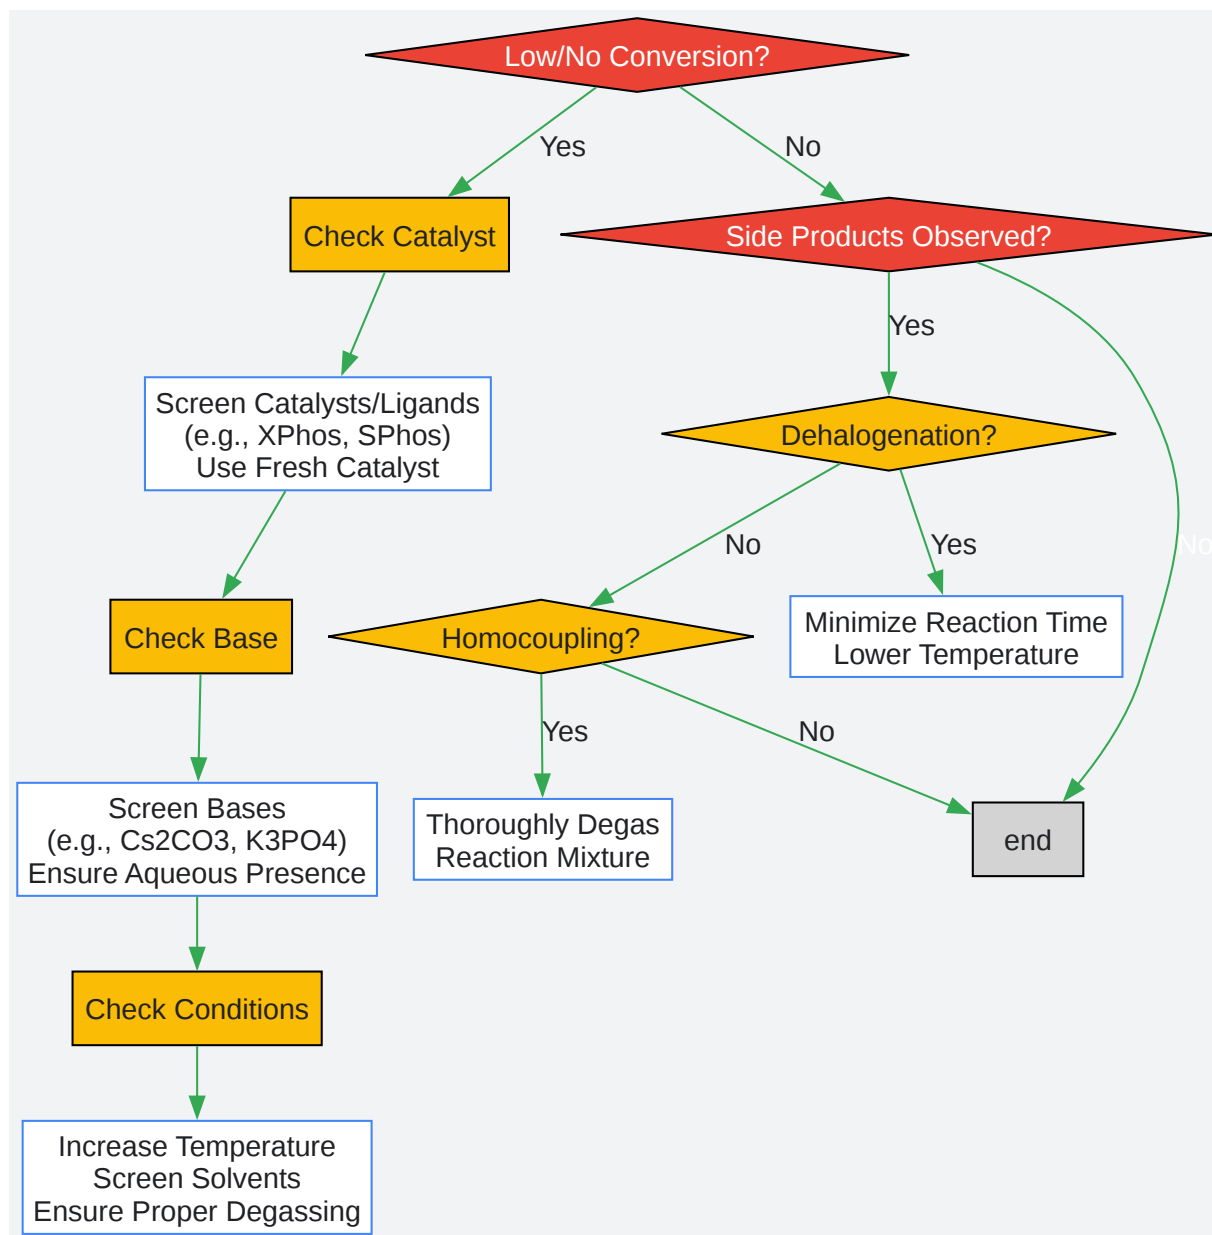 Low/No Conversion?
Yes
No
Check Catalyst
Side Products Observed?
Yes
Screen Catalysts/Ligands
(e.g., XPhos, SPhos)
Use Fresh Catalyst
Dehalogenation?
No
Yes
No
Check Base
Homocoupling?
Minimize Reaction Time
Lower Temperature
Yes
No
Screen Bases
(e.g., Cs2CO3, K3PO4)
Ensure Aqueous Presence
Thoroughly Degas
Reaction Mixture
end
Check Conditions
Increase Temperature
Screen Solvents
Ensure Proper Degassing